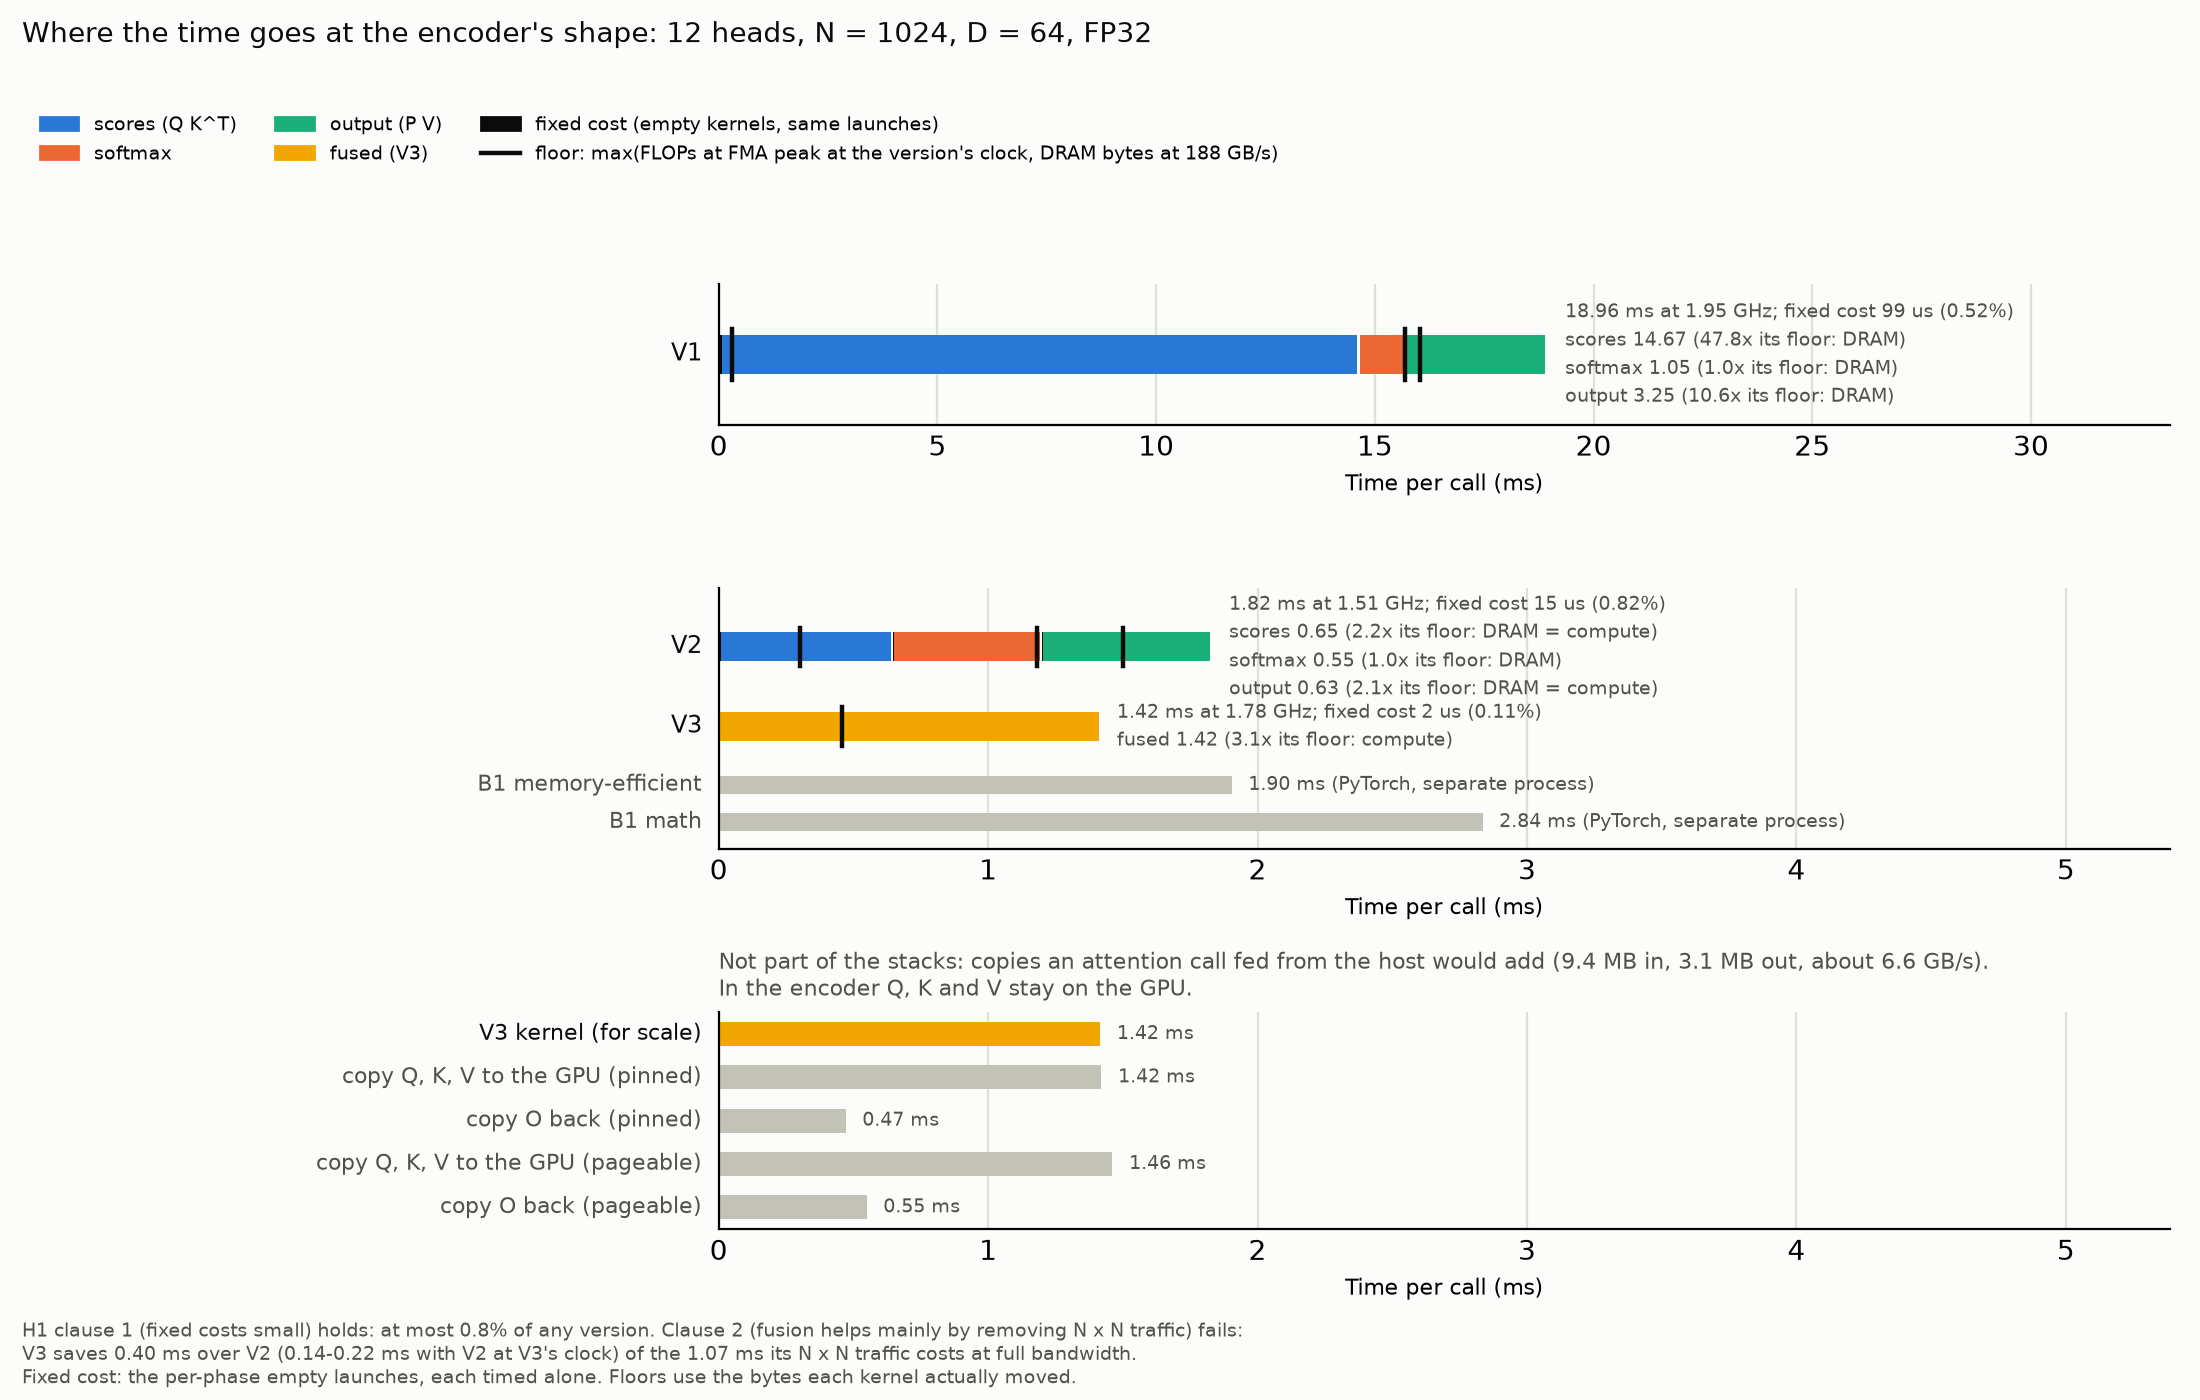 Where the time goes at the encoder's shape: 12 heads, N = 1024, D = 64, FP32
scores (Q K^T)
softmax
output (P V)
fused (V3)
fixed cost (empty kernels, same launches)
floor: max(FLOPs at FMA peak at the version's clock, DRAM bytes at 188 GB/s)
V1
18.96 ms at 1.95 GHz; fixed cost 99 us (0.52%)
scores 14.67 (47.8x its floor: DRAM)
softmax 1.05 (1.0x its floor: DRAM)
output 3.25 (10.6x its floor: DRAM)
0 5 10 15 20 25 30
Time per call (ms)
V2
1.82 ms at 1.51 GHz; fixed cost 15 us (0.82%)
scores 0.65 (2.2x its floor: DRAM = compute)
softmax 0.55 (1.0x its floor: DRAM)
output 0.63 (2.1x its floor: DRAM = compute)
V3
1.42 ms at 1.78 GHz; fixed cost 2 us (0.11%)
fused 1.42 (3.1x its floor: compute)
B1 memory-efficient
1.90 ms (PyTorch, separate process)
B1 math
2.84 ms (PyTorch, separate process)
0 1 2 3 4 5
Time per call (ms)
Not part of the stacks: copies an attention call fed from the host would add (9.4 MB in, 3.1 MB out, about 6.6 GB/s).
In the encoder Q, K and V stay on the GPU.
V3 kernel (for scale)
1.42 ms
copy Q, K, V to the GPU (pinned)
1.42 ms
copy O back (pinned)
0.47 ms
copy Q, K, V to the GPU (pageable)
1.46 ms
copy O back (pageable)
0.55 ms
0 1 2 3 4 5
Time per call (ms)
H1 clause 1 (fixed costs small) holds: at most 0.8% of any version. Clause 2 (fusion helps mainly by removing N x N traffic) fails:
V3 saves 0.40 ms over V2 (0.14-0.22 ms with V2 at V3's clock) of the 1.07 ms its N x N traffic costs at full bandwidth.
Fixed cost: the per-phase empty launches, each timed alone. Floors use the bytes each kernel actually moved.